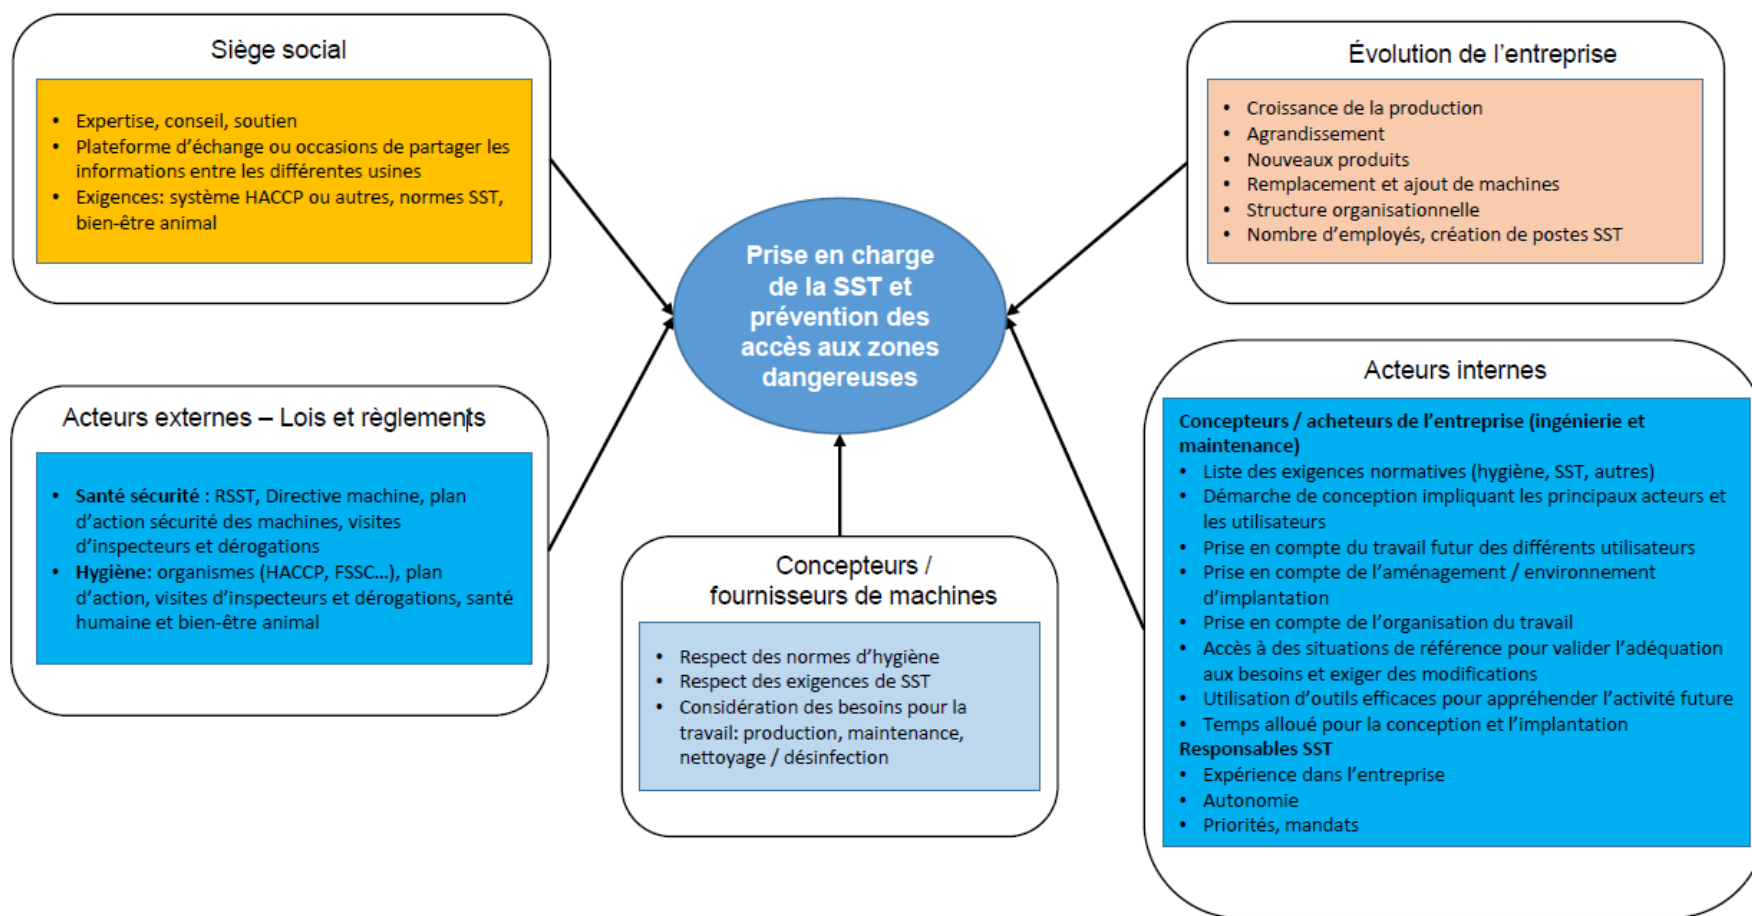 Siège social
• Expertise, conseil, soutien
• Plateforme d’échange ou occasions de partager les
informations entre les différentes usines
• Exigences: système HACCP ou autres, normes SST,
bien-être animal
Évolution de l’entreprise
• Croissance de la production
• Agrandissement
• Nouveaux produits
• Remplacement et ajout de machines
• Structure organisationnelle
• Nombre d’employés, création de postes SST
Prise en charge
de la SST et
prévention des
accès aux zones
dangereuses
Acteurs externes – Lois et règlements
• Santé sécurité : RSST, Directive machine, plan
d’action sécurité des machines, visites
d’inspecteurs et dérogations
• Hygiène: organismes (HACCP, FSSC...), plan
d’action, visites d’inspecteurs et dérogations, santé
humaine et bien-être animal
Concepteurs /
fournisseurs de machines
• Respect des normes d’hygiène
• Respect des exigences de SST
• Considération des besoins pour la
travail: production, maintenance,
nettoyage / désinfection
Acteurs internes
Concepteurs / acheteurs de l’entreprise (ingénierie et
maintenance)
• Liste des exigences normatives (hygiène, SST, autres)
• Démarche de conception impliquant les principaux acteurs et
les utilisateurs
• Prise en compte du travail futur des différents utilisateurs
• Prise en compte de l’aménagement / environnement
d’implantation
• Prise en compte de l’organisation du travail
• Accès à des situations de référence pour valider l’adéquation
aux besoins et exiger des modifications
• Utilisation d’outils efficaces pour appréhender l’activité future
• Temps alloué pour la conception et l’implantation
Responsables SST
• Expérience dans l’entreprise
• Autonomie
• Priorités, mandats